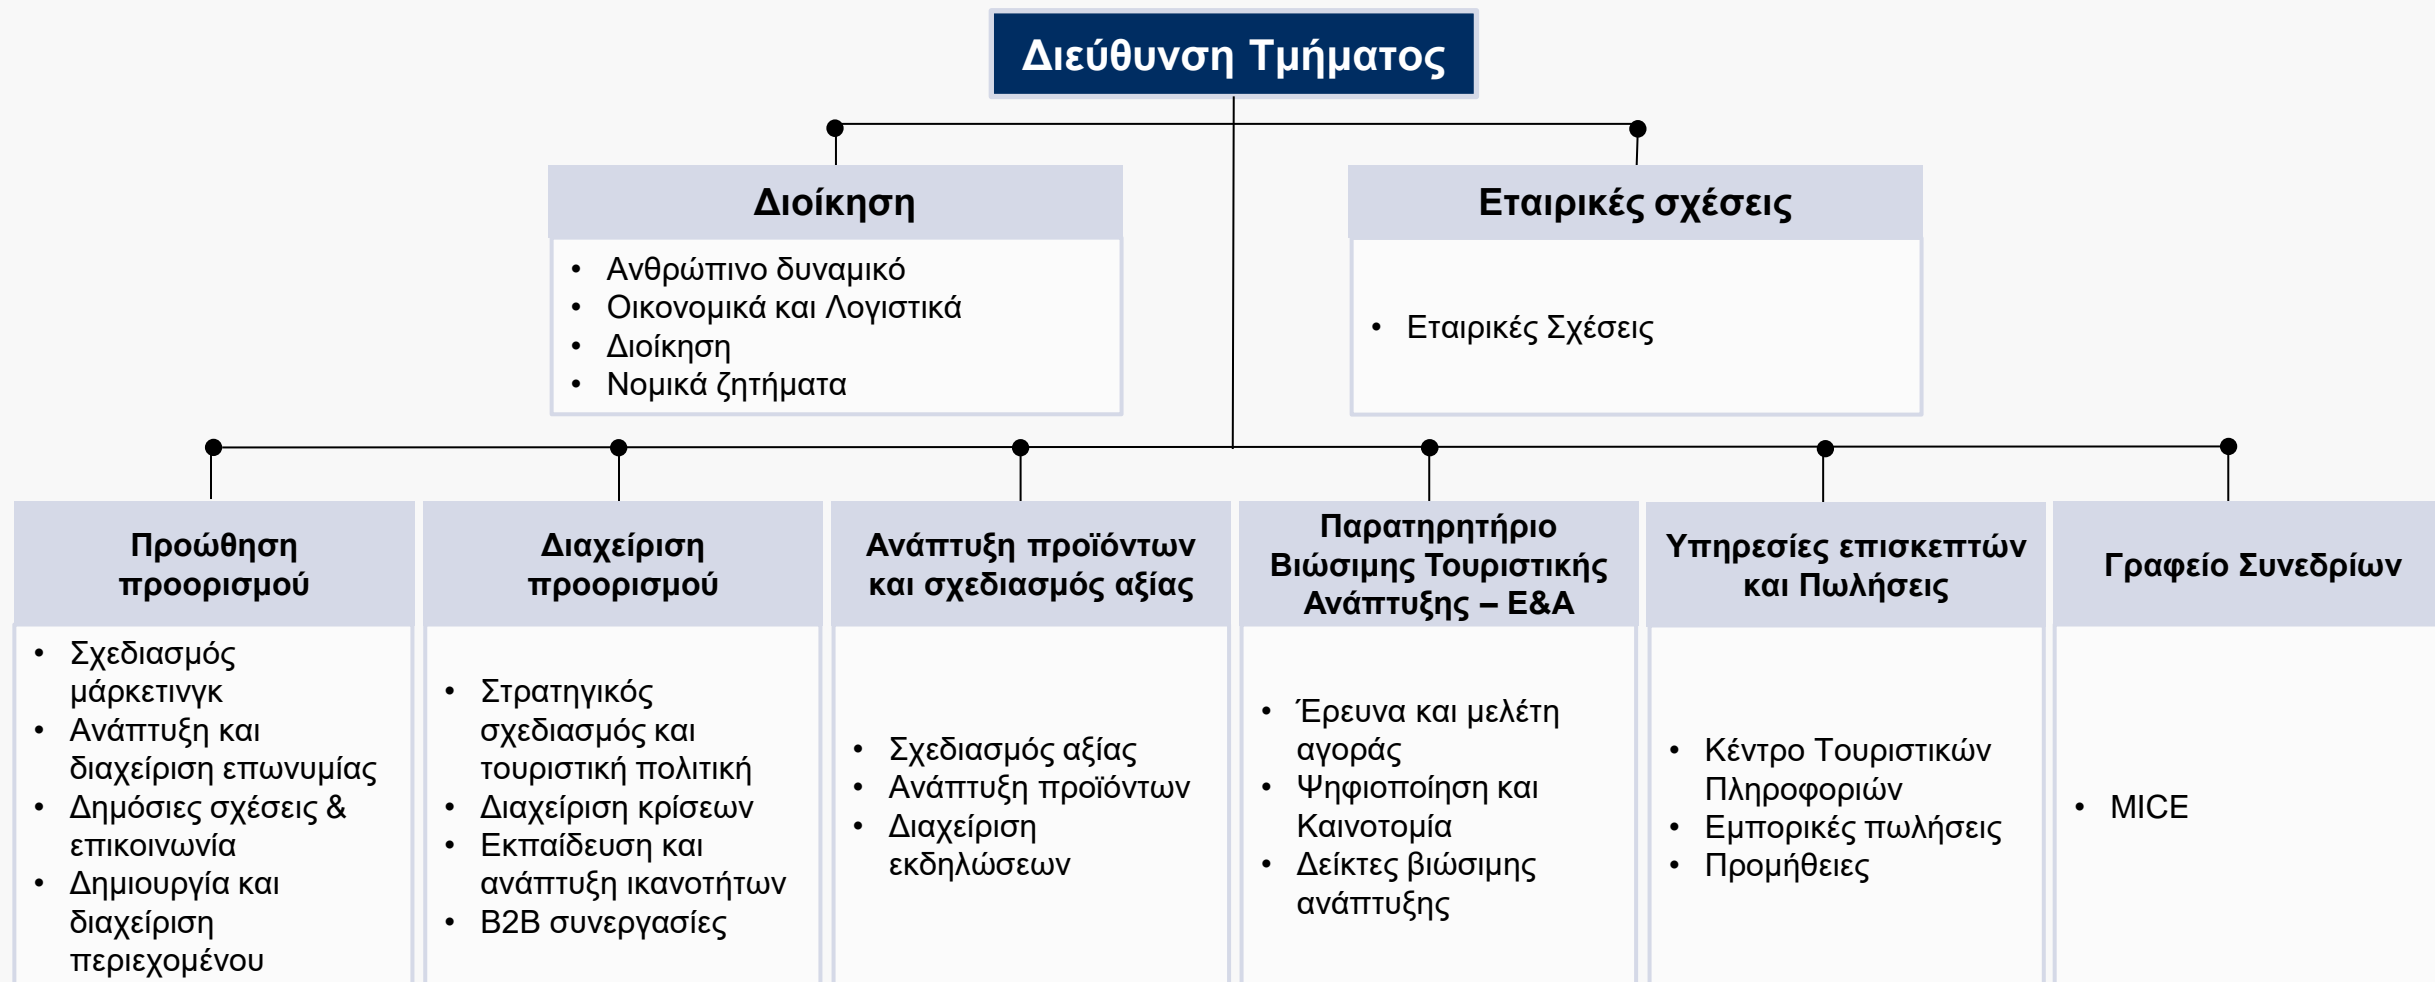 Διεύθυνση Τμήματος
Διοίκηση
• Ανθρώπινο δυναμικό
• Οικονομικά και Λογιστικά
• Διοίκηση
• Νομικά ζητήματα
Εταιρικές σχέσεις
• Εταιρικές Σχέσεις
Προώθηση
προορισμού
• Σχεδιασμός
μάρκετινγκ
• Ανάπτυξη και
διαχείριση επωνυμίας
• Δημόσιες σχέσεις &
επικοινωνία
• Δημιουργία και
διαχείριση
περιεχομένου
Διαχείριση
προορισμού
• Στρατηγικός
σχεδιασμός και
τουριστική πολιτική
• Διαχείριση κρίσεων
• Εκπαίδευση και
ανάπτυξη ικανοτήτων
• B2B συνεργασίες
Ανάπτυξη προϊόντων
και σχεδιασμός αξίας
• Σχεδιασμός αξίας
• Ανάπτυξη προϊόντων
• Διαχείριση
εκδηλώσεων
Παρατηρητήριο
Βιώσιμης Τουριστικής
Ανάπτυξης – Ε&Α
• Έρευνα και μελέτη
αγοράς
• Ψηφιοποίηση και
Καινοτομία
• Δείκτες βιώσιμης
ανάπτυξης
Υπηρεσίες επισκεπτών
και Πωλήσεις
• Κέντρο Τουριστικών
Πληροφοριών
• Εμπορικές πωλήσεις
• Προμήθειες
Γραφείο Συνεδρίων
• MICE